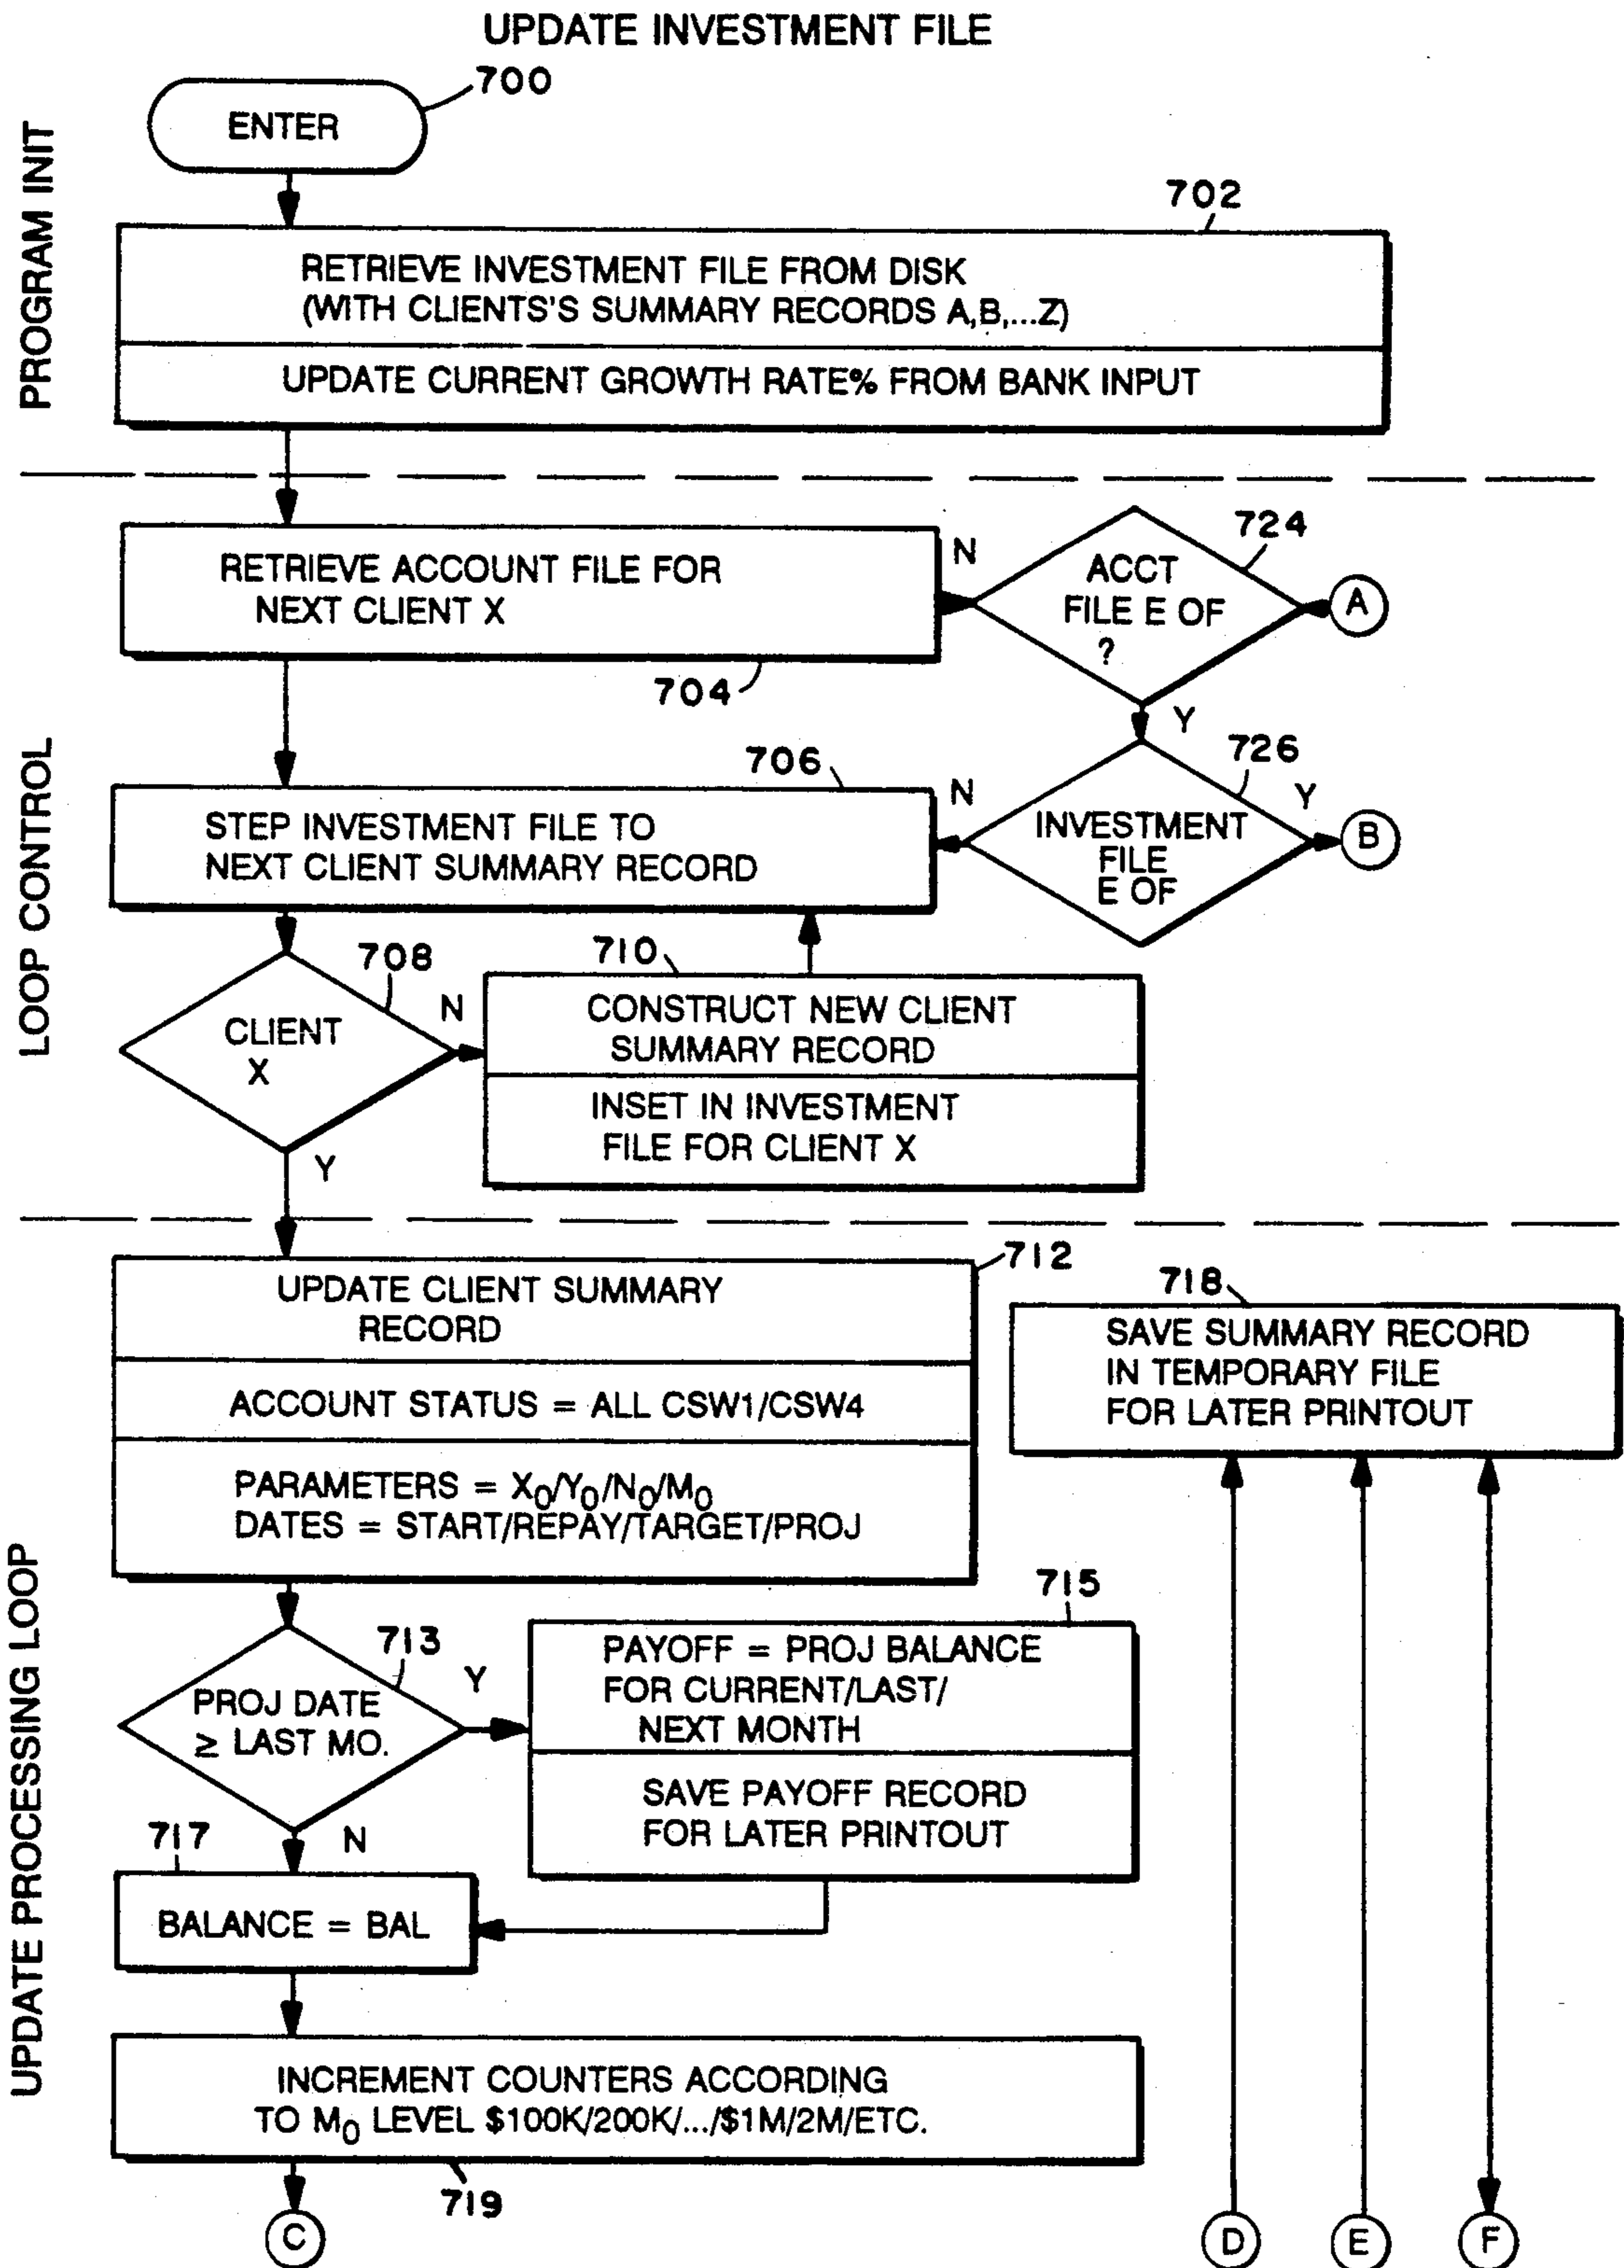 UPDATE INVESTMENT FILE
PROGRAM INIT
700
ENTER
702
RETRIEVE INVESTMENT FILE FROM DISK
(WITH CLIENTS'S SUMMARY RECORDS A,B,...Z)
UPDATE CURRENT GROWTH RATE% FROM BANK INPUT
LOOP CONTROL
RETRIEVE ACCOUNT FILE FOR
NEXT CLIENT X
704
N
724
ACCT
FILE E OF
?
A
Y
706
STEP INVESTMENT FILE TO
NEXT CLIENT SUMMARY RECORD
N
726
INVESTMENT
FILE
E OF
Y
B
708
CLIENT
X
N
Y
710
CONSTRUCT NEW CLIENT
SUMMARY RECORD
INSET IN INVESTMENT
FILE FOR CLIENT X
UPDATE PROCESSING LOOP
712
UPDATE CLIENT SUMMARY
RECORD
ACCOUNT STATUS = ALL CSW1/CSW4
PARAMETERS = X0/Y0/N0/M0
DATES = START/REPAY/TARGET/PROJ
718
SAVE SUMMARY RECORD
IN TEMPORARY FILE
FOR LATER PRINTOUT
713
PROJ DATE
≥ LAST MO.
Y
N
715
PAYOFF = PROJ BALANCE
FOR CURRENT/LAST/
NEXT MONTH
SAVE PAYOFF RECORD
FOR LATER PRINTOUT
717
BALANCE = BAL
INCREMENT COUNTERS ACCORDING
TO M0 LEVEL $100K/200K/.../$1M/2M/ETC.
719
C
D
E
F